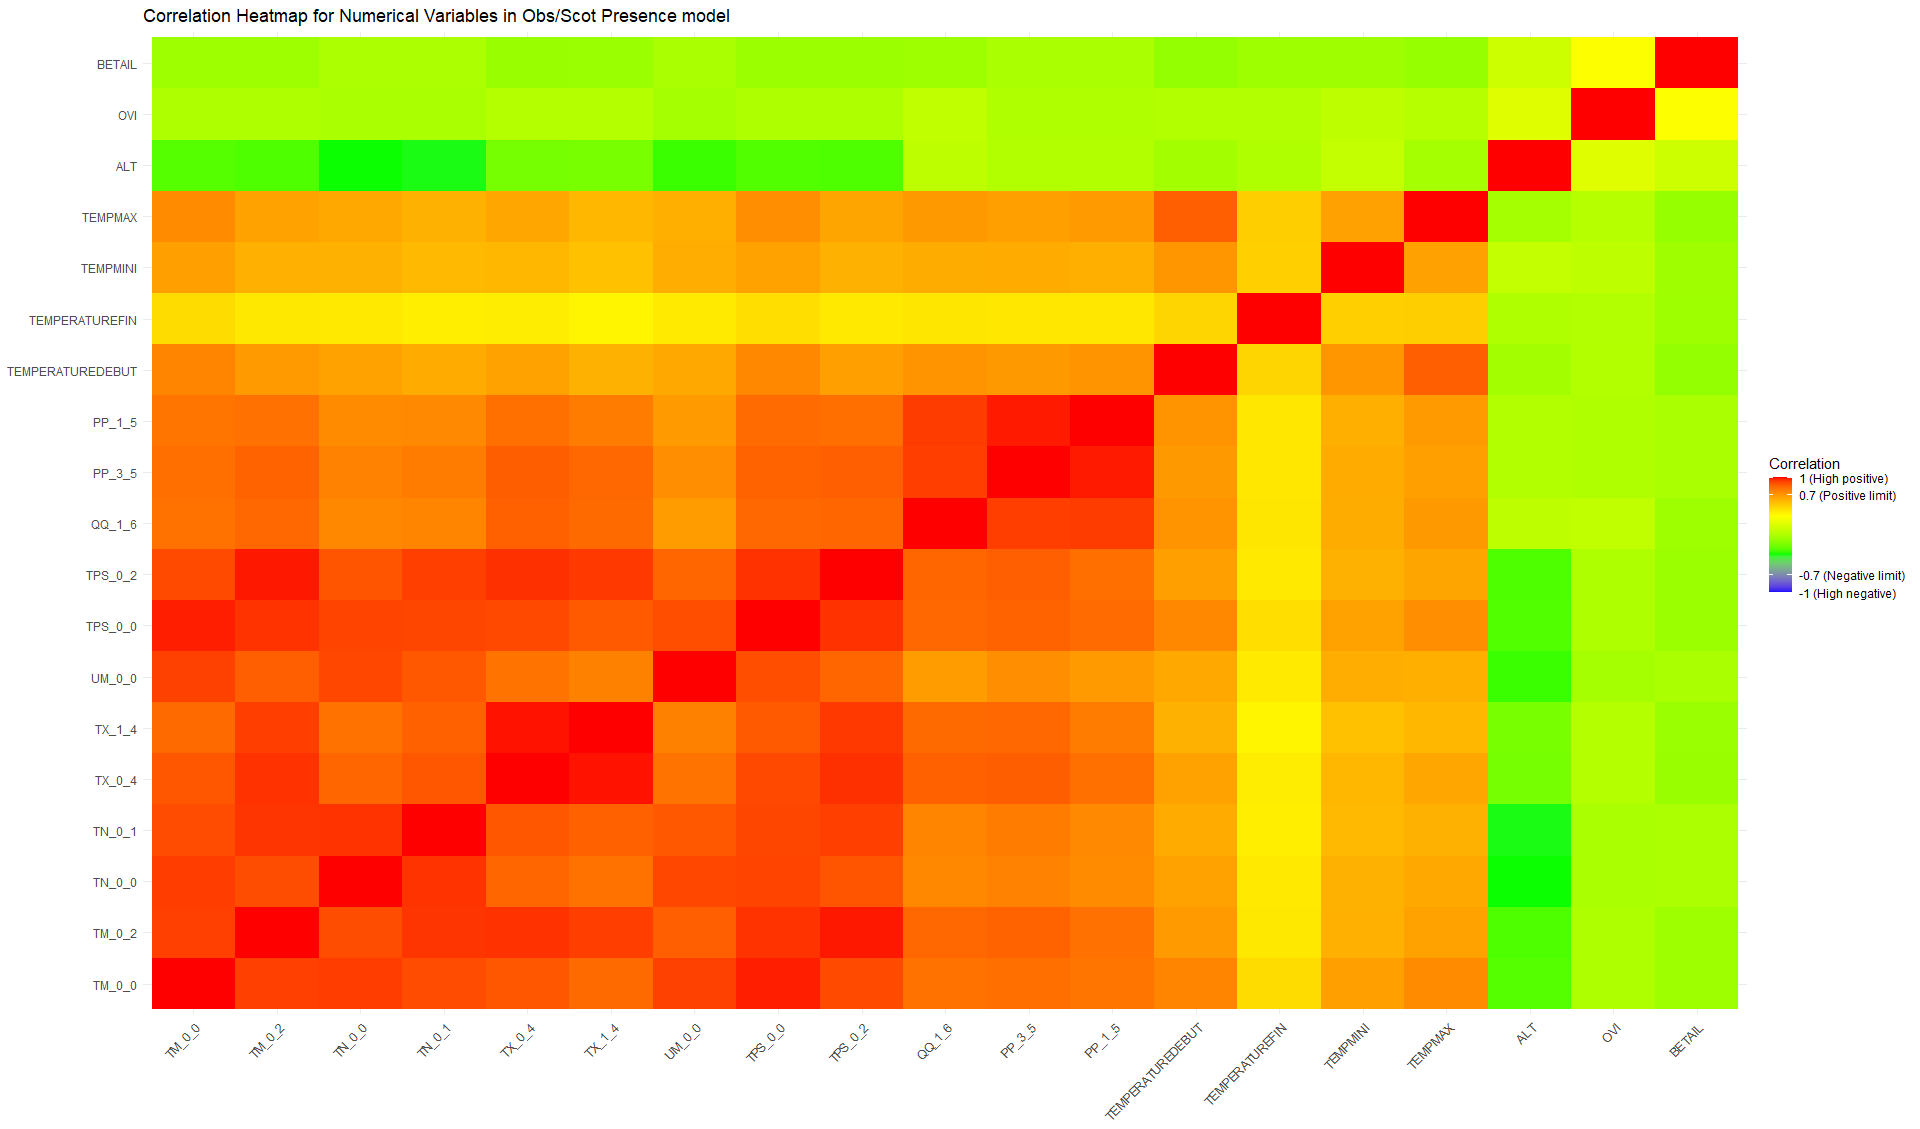 Correlation Heatmap for Numerical Variables in Obs/Scot Presence model
BETAIL
OVI
ALT
TEMPMAX
TEMPMINI
TEMPERATUREFIN
TEMPERATUREDEBUT
PP_1_5
PP_3_5
QQ_1_6
TPS_0_2
TPS_0_0
UM_0_0
TX_1_4
TX_0_4
TN_0_1
TN_0_0
TM_0_2
TM_0_0
TM_0_0
TM_0_2
TN_0_0
TN_0_1
TX_0_4
TX_1_4
UM_0_0
TPS_0_0
TPS_0_2
QQ_1_6
PP_3_5
PP_1_5
TEMPERATUREDEBUT
TEMPERATUREFIN
TEMPMINI
TEMPMAX
ALT
OVI
BETAIL
Correlation
1 (High positive)
0.7 (Positive limit)
-0.7 (Negative limit)
-1 (High negative)